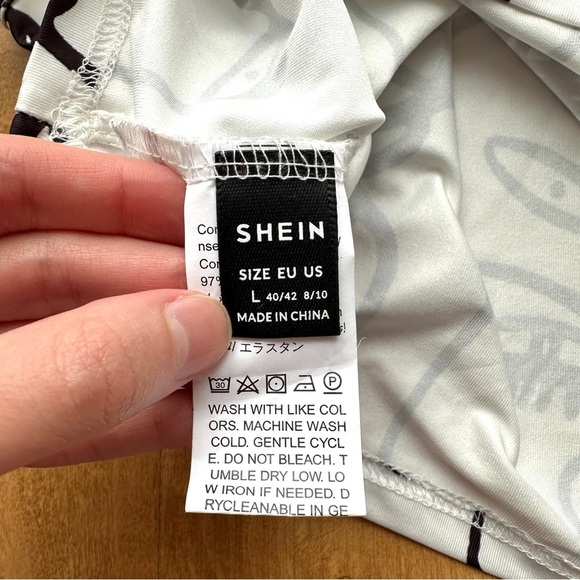 SHEIN
SIZE EU US
L 40/42 8/10
MADE IN CHINA
97%
エラスタン
30
P
WASH WITH LIKE COL
ORS. MACHINE WASH
COLD. GENTLE CYCL
E. DO NOT BLEACH. T
UMBLE DRY LOW. LO
W IRON IF NEEDED. D
RYCLEANABLE IN GE